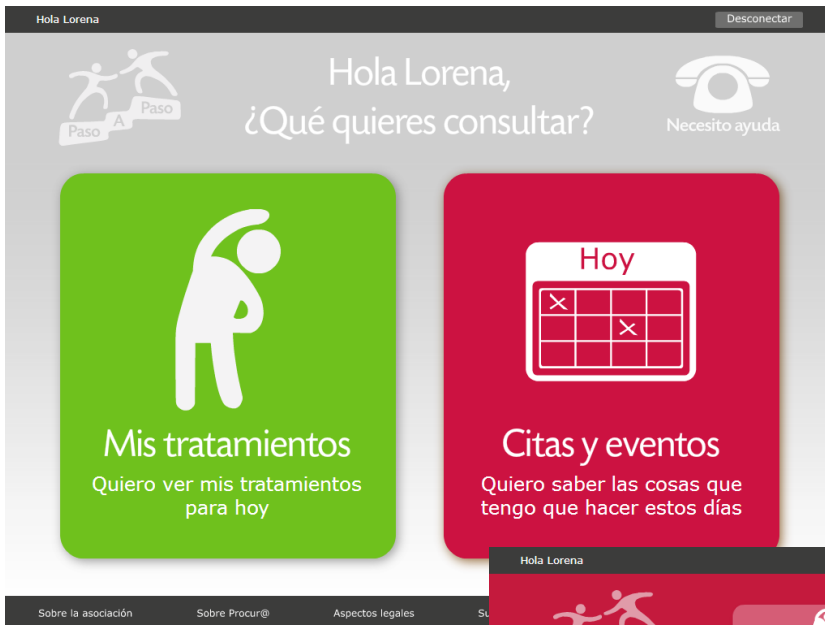 Hola Lorena
Desconectar
Hola Lorena,
¿Qué quieres consultar?
Paso A Paso
Necesito ayuda
Hoy
Mis tratamientos
Quiero ver mis tratamientos
para hoy
Citas y eventos
Quiero saber las cosas que
tengo que hacer estos días
Hola Lorena
Sobre la asociación
Sobre Procur@
Aspectos legales